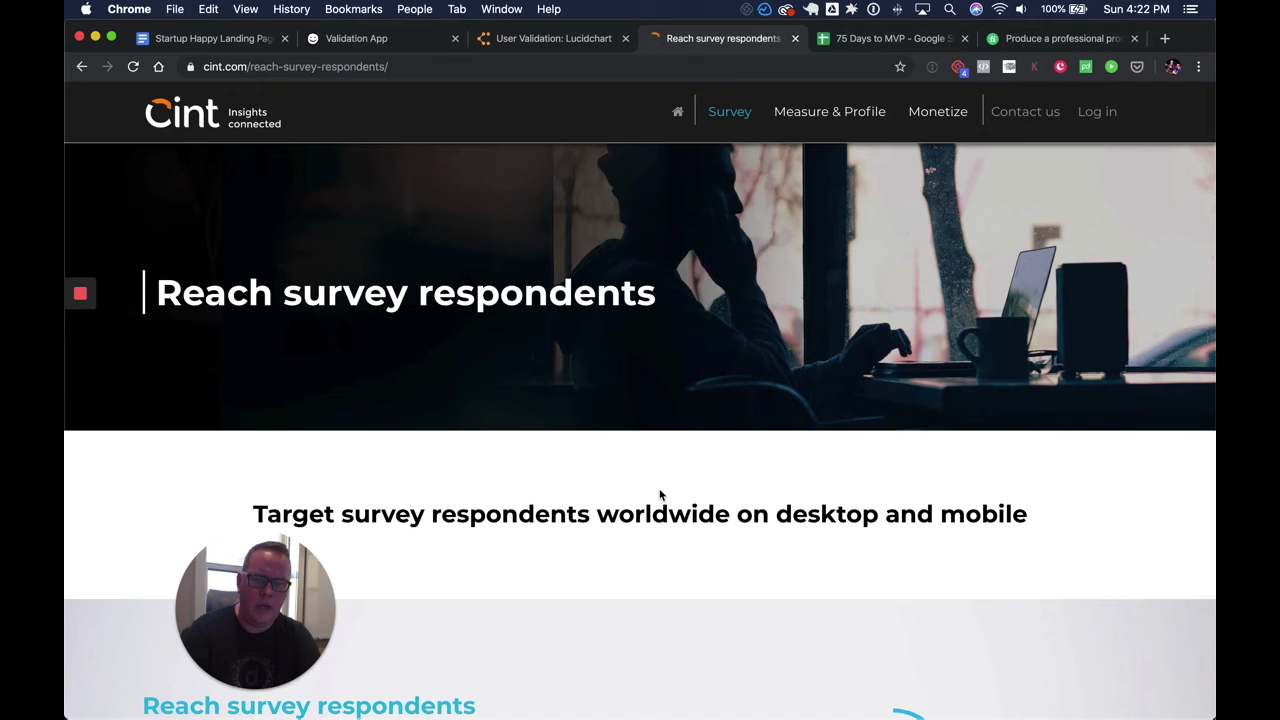 Chrome File Edit View History Bookmarks People Tab Window Help 100% Sun 4:22 PM
Startup Happy Landing Pag
Validation App
User Validation: Lucidchart
Reach survey respondents
75 Days to MVP - Google S
Produce a professional pro
cint.com/reach-survey-respondents/
4
Cint Insights connected
Survey Measure & Profile Monetize Contact us Log in
Reach survey respondents
Target survey respondents worldwide on desktop and mobile
Reach survey respondents